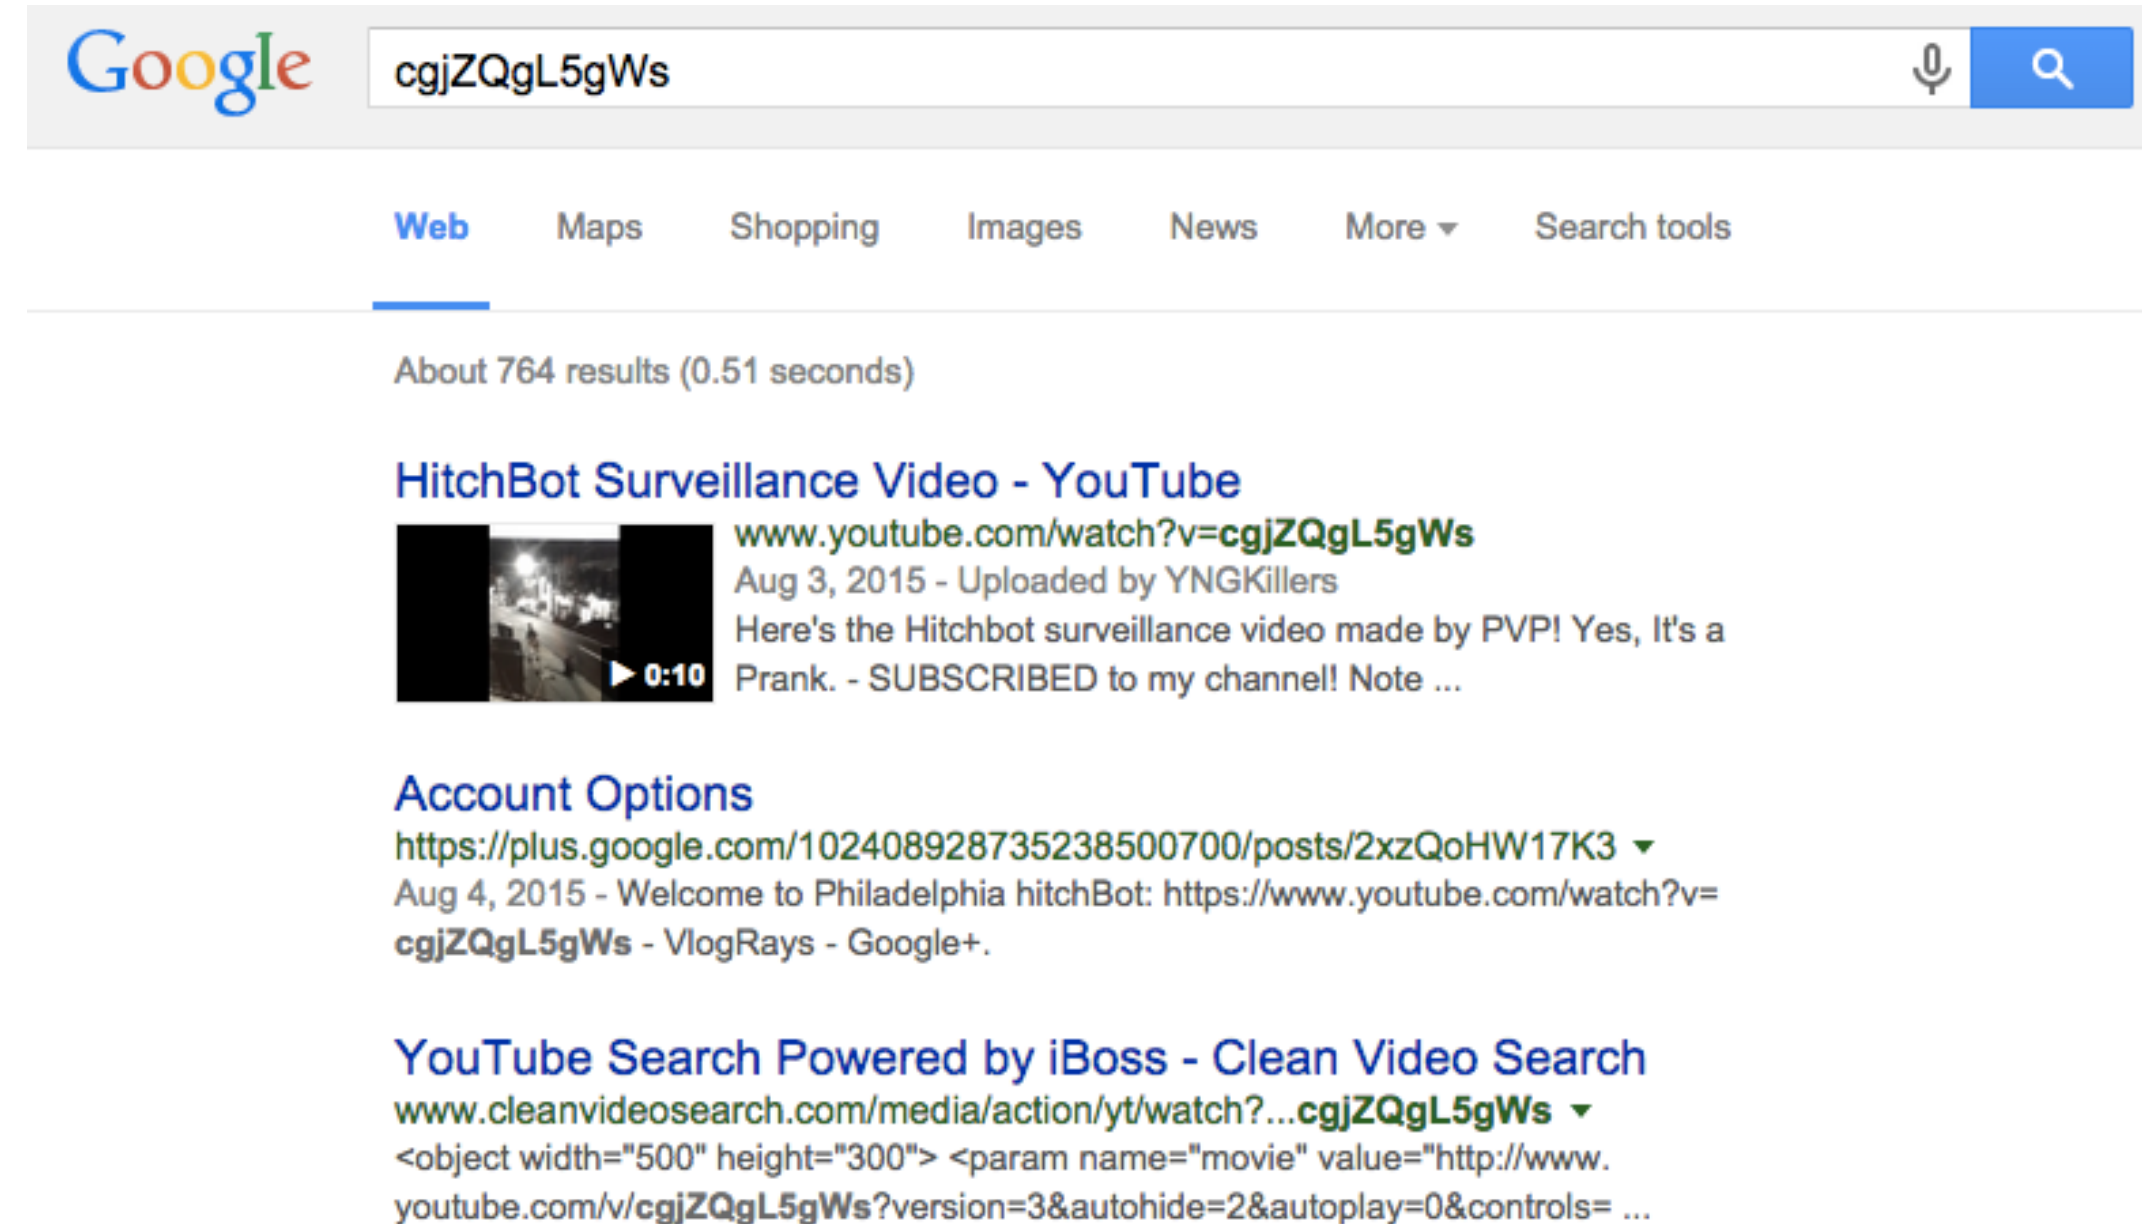 Google cgjZQgL5gWs
Web Maps Shopping Images News More Search tools
About 764 results (0.51 seconds)
HitchBot Surveillance Video - YouTube
www.youtube.com/watch?v=cgjZQgL5gWs
Aug 3, 2015 - Uploaded by YNGKillers
Here's the Hitchbot surveillance video made by PVP! Yes, It's a
0:10 Prank. - SUBSCRIBED to my channel! Note ...
Account Options
https://plus.google.com/102408928735238500700/posts/2xzQoHW17K3
Aug 4, 2015 - Welcome to Philadelphia hitchBot: https://www.youtube.com/watch?v=
cgjZQgL5gWs - VlogRays - Google+.
YouTube Search Powered by iBoss - Clean Video Search
www.cleanvideosearch.com/media/action/yt/watch?...cgjZQgL5gWs
<object width="500" height="300"> <param name="movie" value="http://www.
youtube.com/v/cgjZQgL5gWs?version=3&autohide=2&autoplay=0&controls= ...